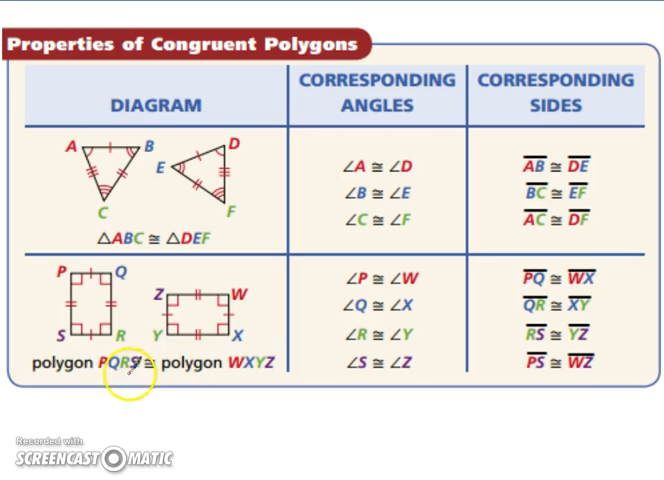 Properties of Congruent Polygons
DIAGRAM
CORRESPONDING ANGLES
CORRESPONDING SIDES
A B C
D E F
△ABC ≅ △DEF
∠A ≅ ∠D
∠B ≅ ∠E
∠C ≅ ∠F
AB ≅ DE
BC ≅ EF
AC ≅ DF
P Q
S R
Z W
Y X
polygon PQRS ≅ polygon WXYZ
∠P ≅ ∠W
∠Q ≅ ∠X
∠R ≅ ∠Y
∠S ≅ ∠Z
PQ ≅ WX
QR ≅ XY
RS ≅ YZ
PS ≅ WZ
Recorded with
SCREENCAST-O-MATIC